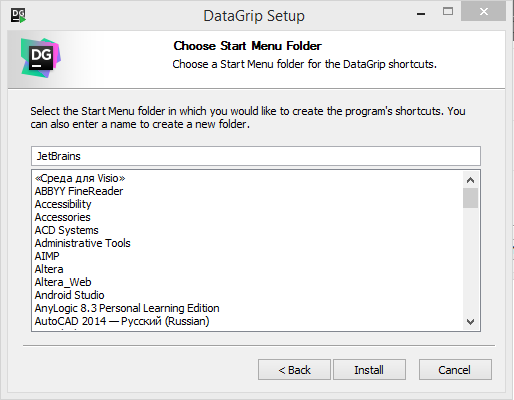 DG
DataGrip Setup
DG
Choose Start Menu Folder
Choose a Start Menu folder for the DataGrip shortcuts.
Select the Start Menu folder in which you would like to create the program's shortcuts. You
can also enter a name to create a new folder.
JetBrains
«Среда для Visio»
ABBYY FineReader
Accessibility
Accessories
ACD Systems
Administrative Tools
AIMP
Altera
Altera_Web
Android Studio
AnyLogic 8.3 Personal Learning Edition
AutoCAD 2014 — Русский (Russian)
< Back
Install
Cancel